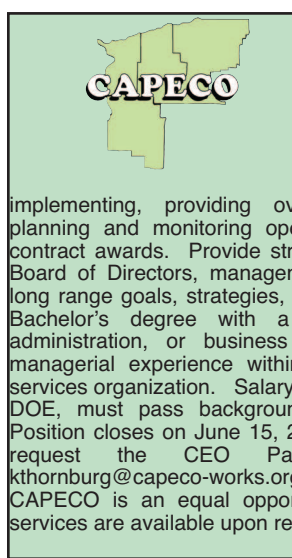 CAPECO
implementing, providing ov
planning and monitoring ope
contract awards. Provide str
Board of Directors, manager
long range goals, strategies,
Bachelor's degree with a
administration, or business
managerial experience within
services organization. Salary
DOE, must pass backgroun
Position closes on June 15, 2
request the CEO Pa
kthornburg@capeco-works.org
CAPECO is an equal oppo
services are available upon re